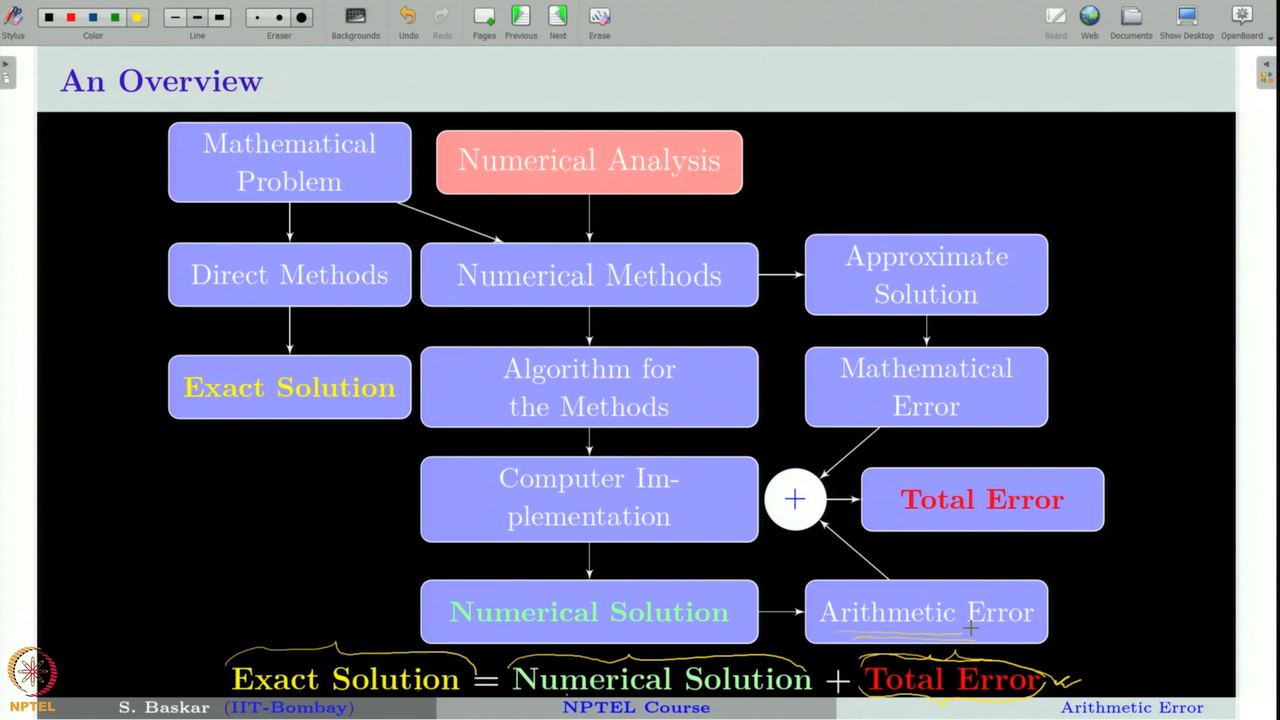 Stylus
Color
Line
Eraser
Backgrounds
Undo
Redo
Pages
Previous
Next
Erase
Board
Web
Documents
Show Desktop
OpenBoard
An Overview
Mathematical
Problem
Numerical Analysis
Direct Methods
Numerical Methods
Approximate
Solution
Exact Solution
Algorithm for
the Methods
Mathematical
Error
Computer Im-
plementation
+
Total Error
Numerical Solution
Arithmetic Error
Exact Solution = Numerical Solution + Total Error
NPTEL
S. Baskar (IIT-Bombay)
NPTEL Course
Arithmetic Error